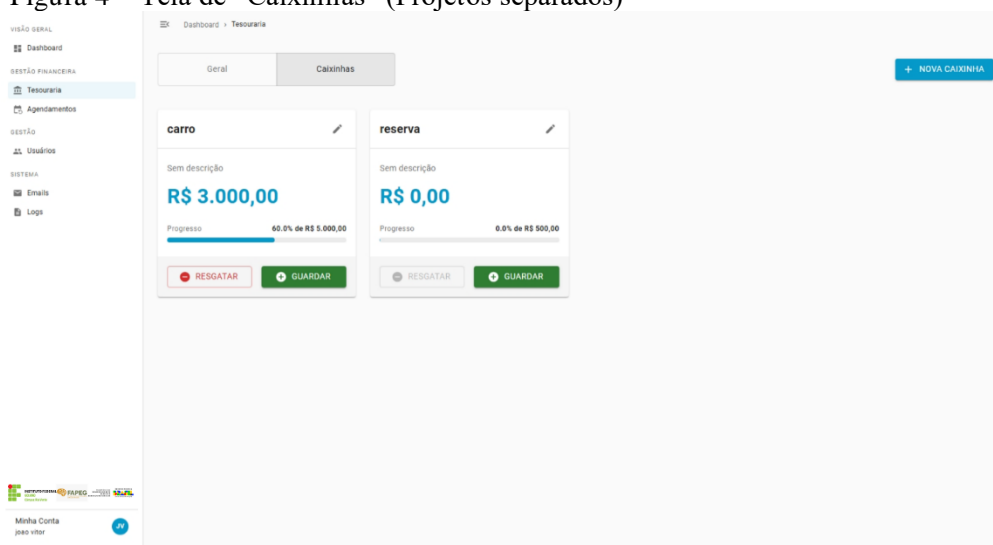 Figura 4 – Tela de "Caixinhas" (Projetos separados)
VISÃO GERAL
Dashboard
GESTÃO FINANCEIRA
Tesouraria
Agendamentos
GESTÃO
Usuários
SISTEMA
Emails
Logs
Dashboard > Tesouraria
Geral
Caixinhas
+ NOVA CAIXINHA
carro
Sem descrição
R$ 3.000,00
Progresso 60.0% de R$ 5.000,00
RESGATAR
GUARDAR
reserva
Sem descrição
R$ 0,00
Progresso 0.0% de R$ 500,00
RESGATAR
GUARDAR
FAPEG
Minha Conta
joao vitor
JV